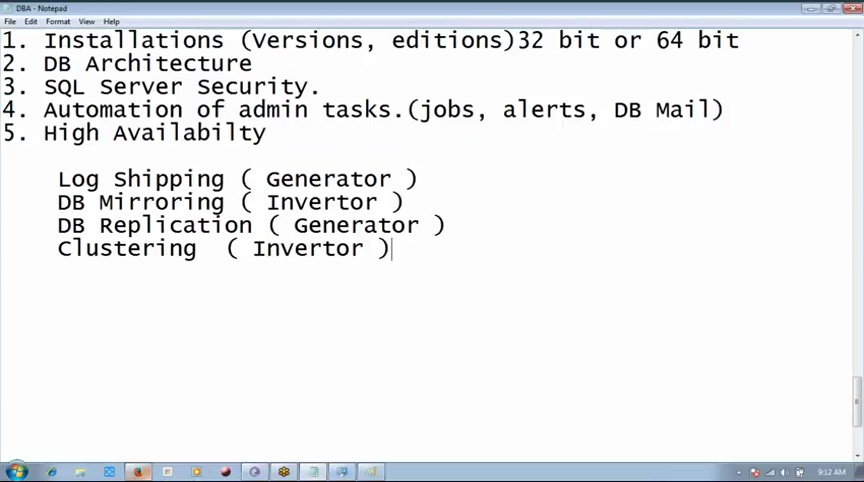 DBA - Notepad
File Edit Format View Help
1. Installations (Versions, editions)32 bit or 64 bit
2. DB Architecture
3. SQL Server Security.
4. Automation of admin tasks.(jobs, alerts, DB Mail)
5. High Availabilty
Log Shipping ( Generator )
DB Mirroring ( Invertor )
DB Replication ( Generator )
Clustering ( Invertor )
9:12 AM